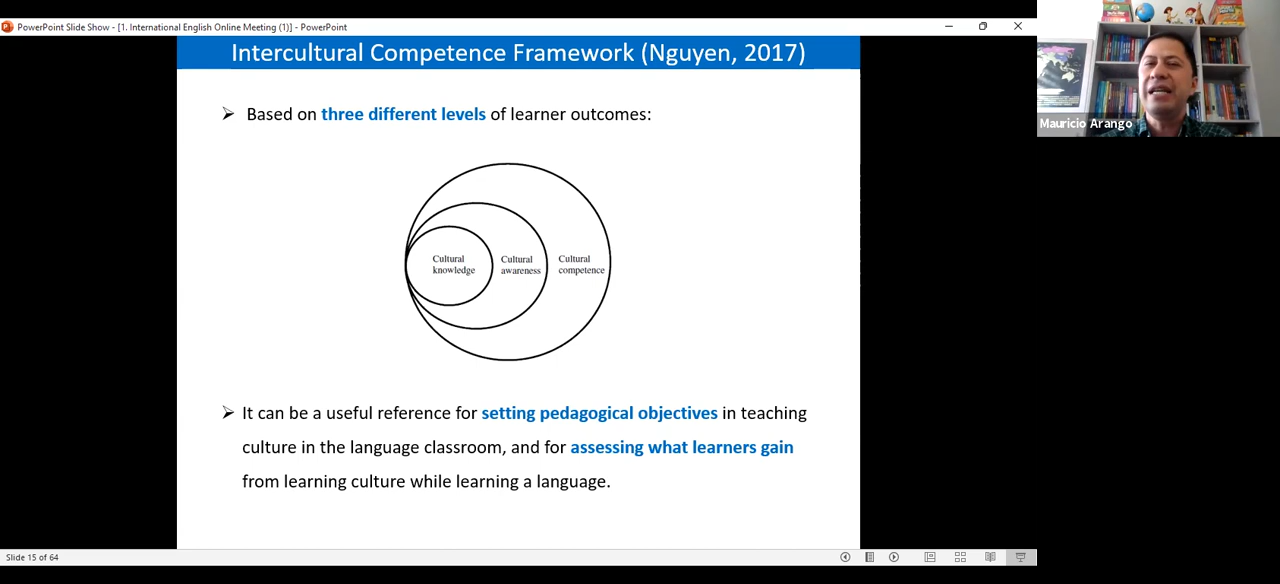 PowerPoint Slide Show - [1. International English Online Meeting (1)] - PowerPoint
Intercultural Competence Framework (Nguyen, 2017)
Based on three different levels of learner outcomes:
Cultural
knowledge
Cultural
awareness
Cultural
competence
It can be a useful reference for setting pedagogical objectives in teaching
culture in the language classroom, and for assessing what learners gain
from learning culture while learning a language.
Slide 15 of 64
Mauricio Arango